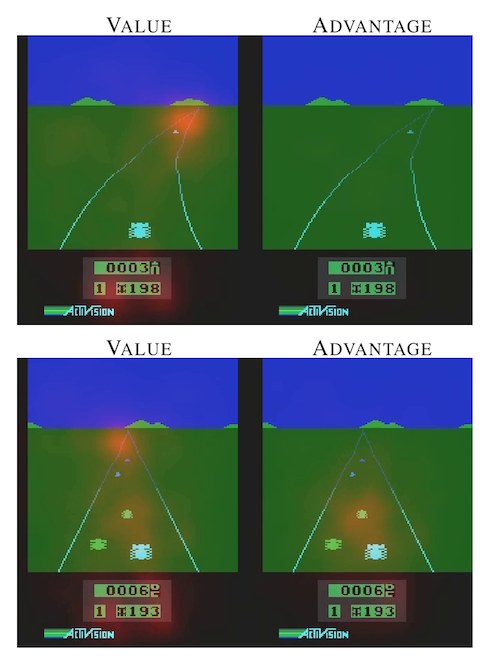 VALUE ADVANTAGE
0003 0003
1 198 1 198
ACTIVISION ACTIVISION
VALUE ADVANTAGE
0006 0006
1 193 1 193
ACTIVISION ACTIVISION